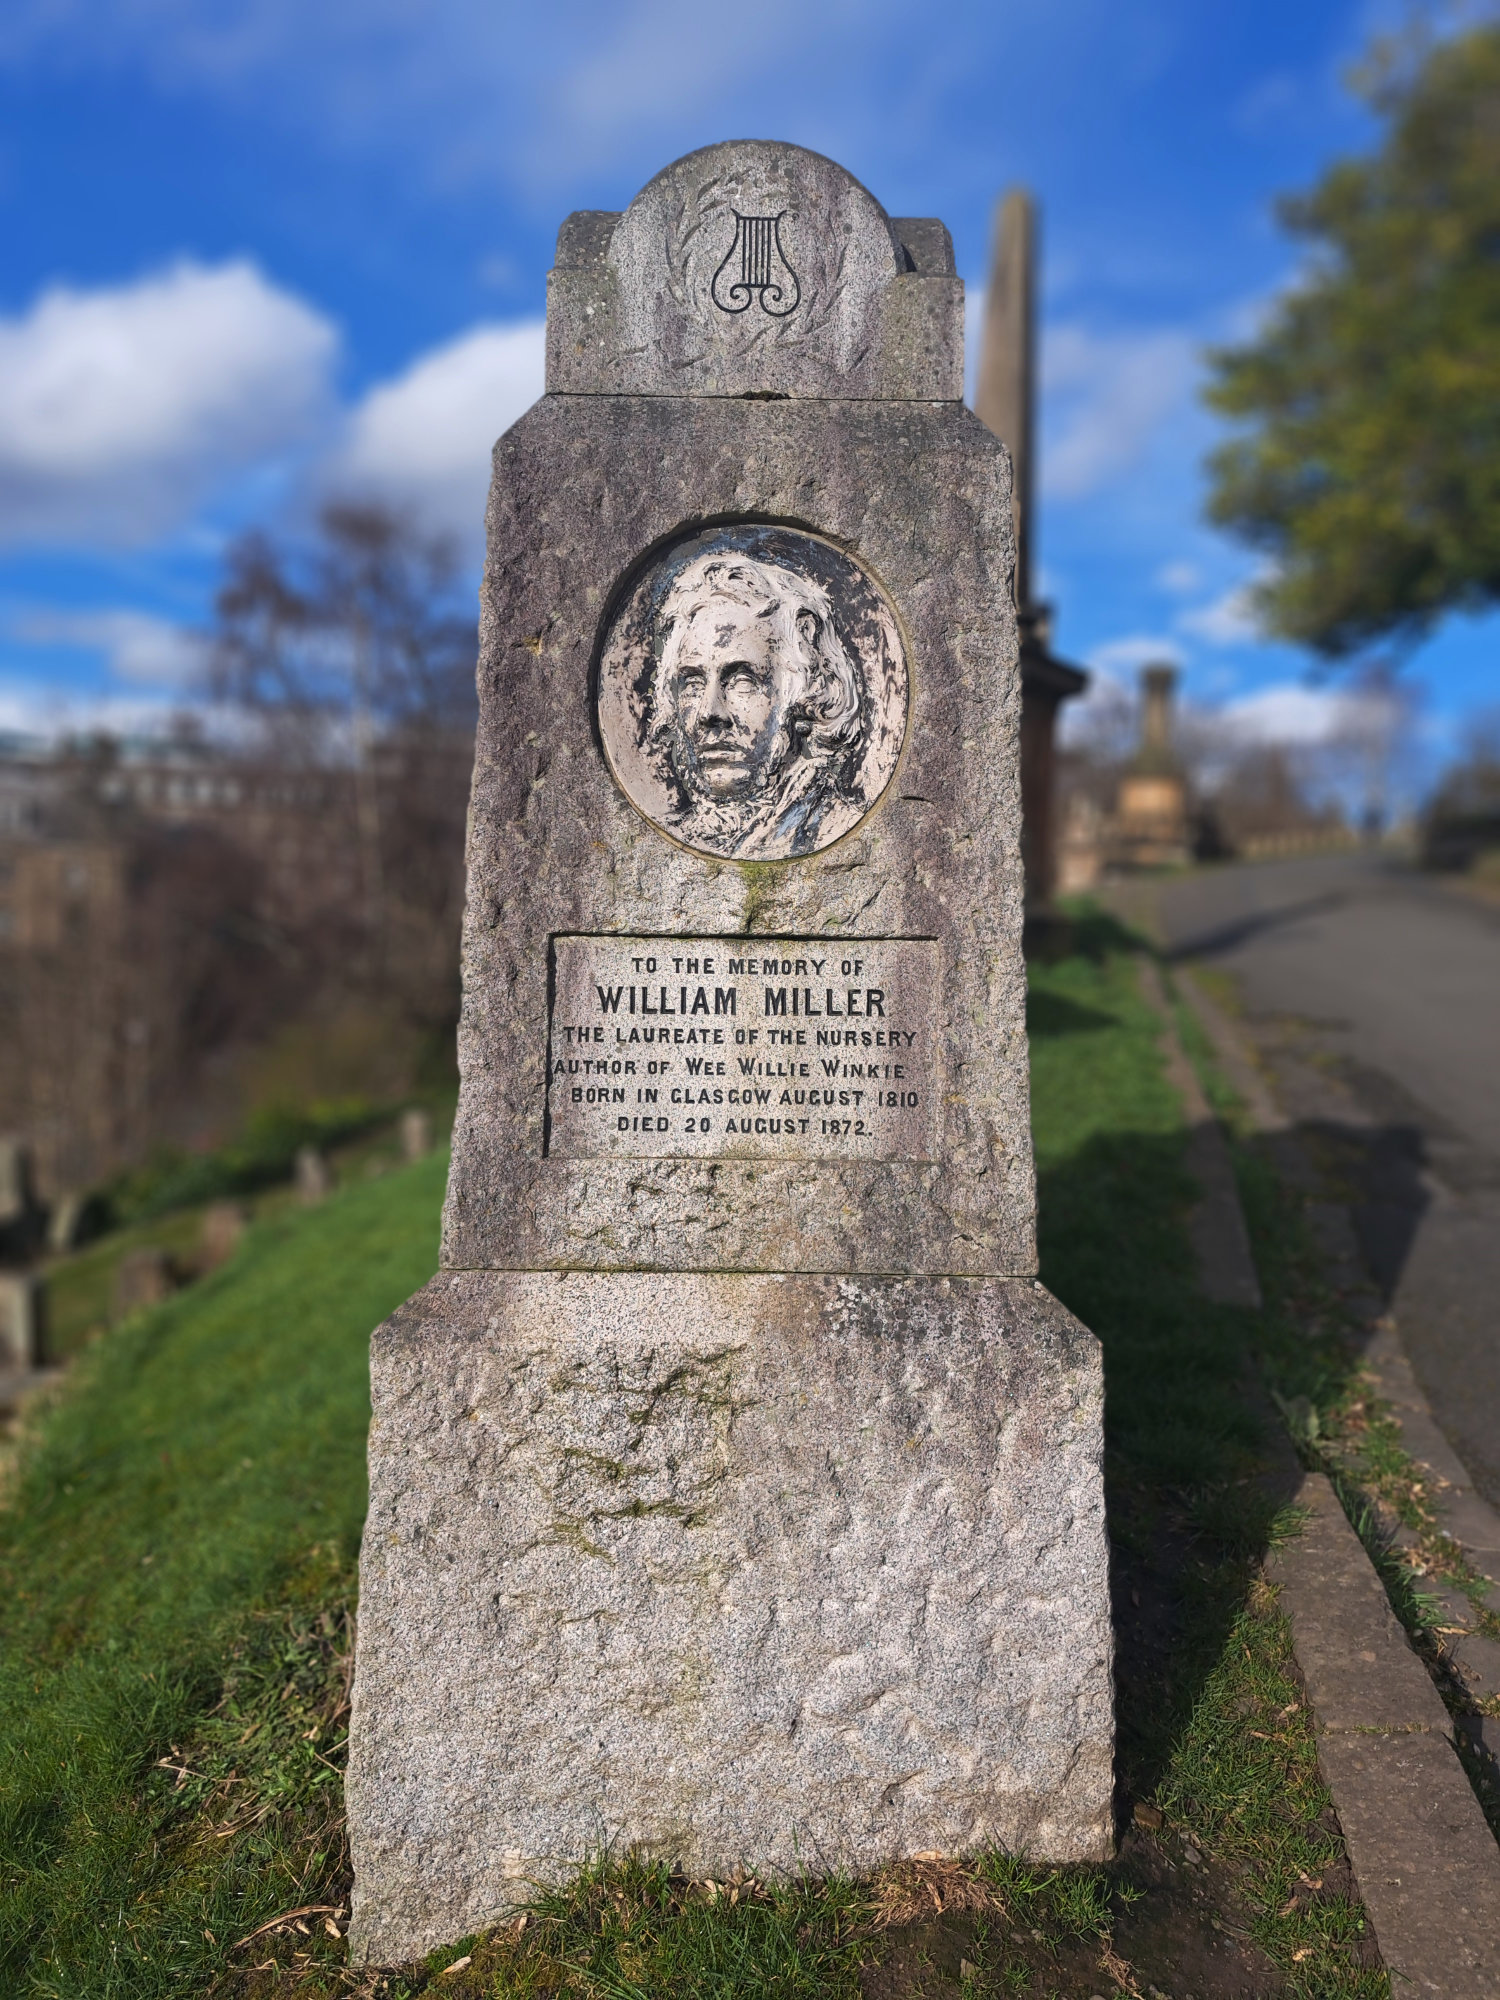 TO THE MEMORY OF
WILLIAM MILLER
THE LAUREATE OF THE NURSERY
AUTHOR OF WEE WILLIE WINKIE
BORN IN GLASGOW AUGUST 1810
DIED 20 AUGUST 1872.